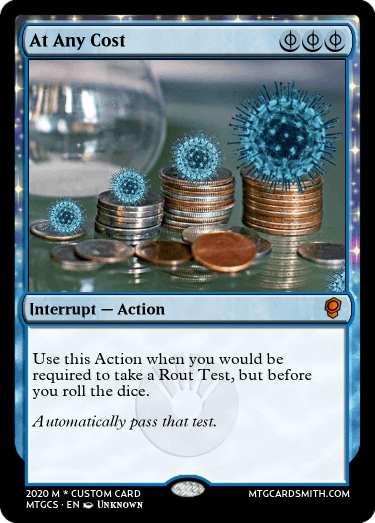 At Any Cost
Interrupt — Action
Use this Action when you would be
required to take a Rout Test, but before
you roll the dice.
Automatically pass that test.
2020 M * CUSTOM CARD
MTGCS · EN Unknown
MTGCARDSMITH.COM